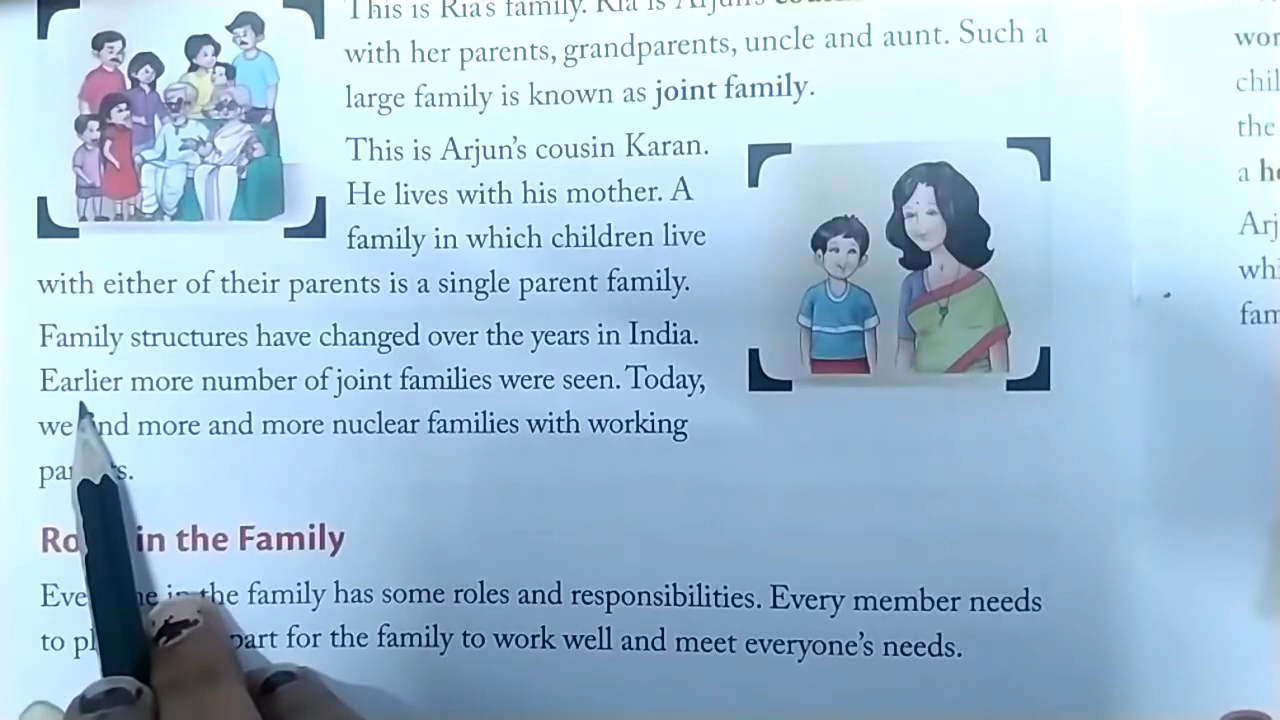 This is Ria's family. Ria is Arjun's
with her parents, grandparents, uncle and aunt. Such a
large family is known as joint family.
This is Arjun's cousin Karan.
He lives with his mother. A
family in which children live
with either of their parents is a single parent family.
Family structures have changed over the years in India.
Earlier more number of joint families were seen. Today,
we find more and more nuclear families with working
in the Family
in the family has some roles and responsibilities. Every member needs
to part for the family to work well and meet everyone's needs.
the
a